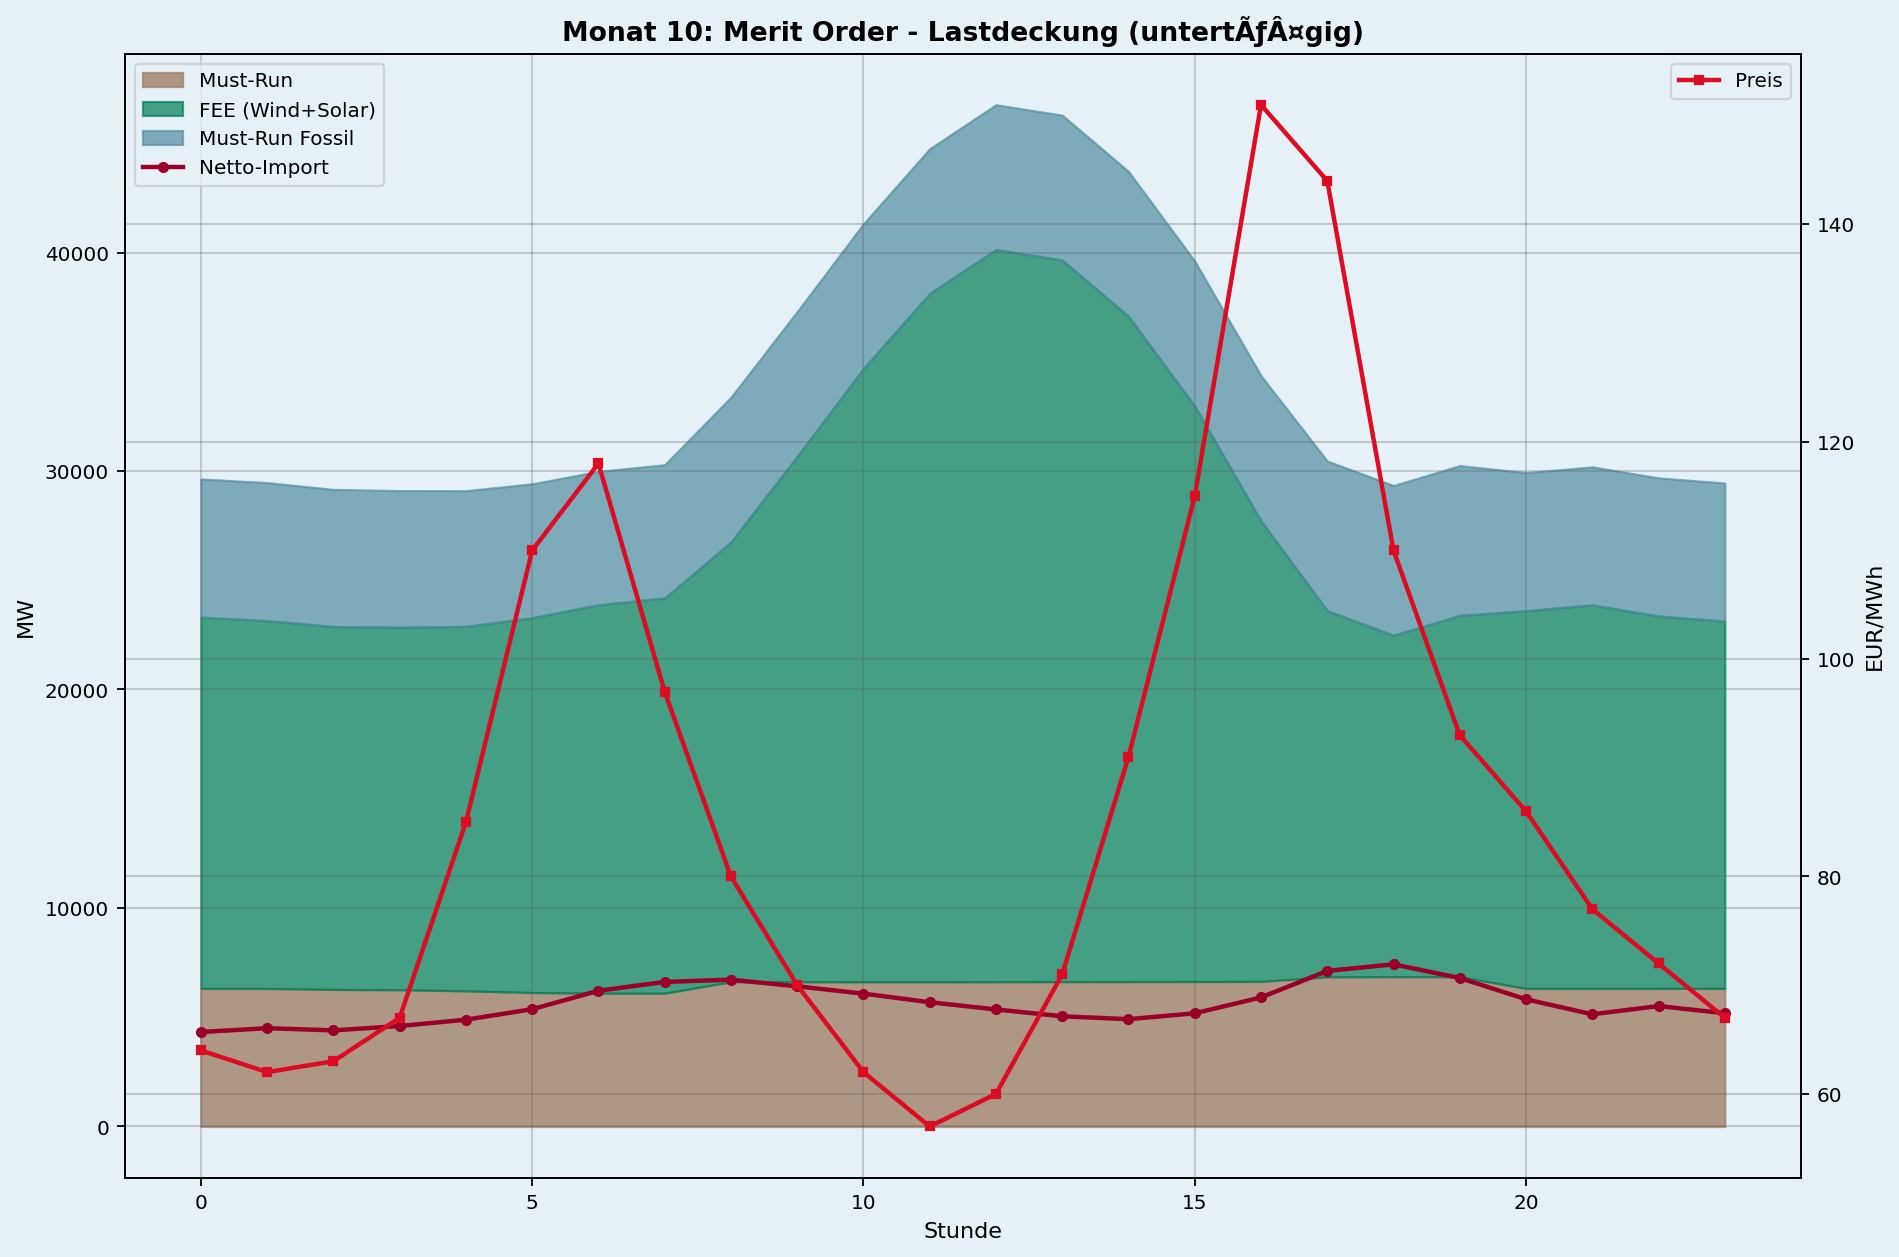 Monat 10: Merit Order - Lastdeckung (untertÃƒÂ¤gig)
Must-Run
FEE (Wind+Solar)
Must-Run Fossil
Netto-Import
Preis
MW
40000
30000
20000
10000
0
140
120
100
80
60
EUR/MWh
0 5 10 15 20
Stunde